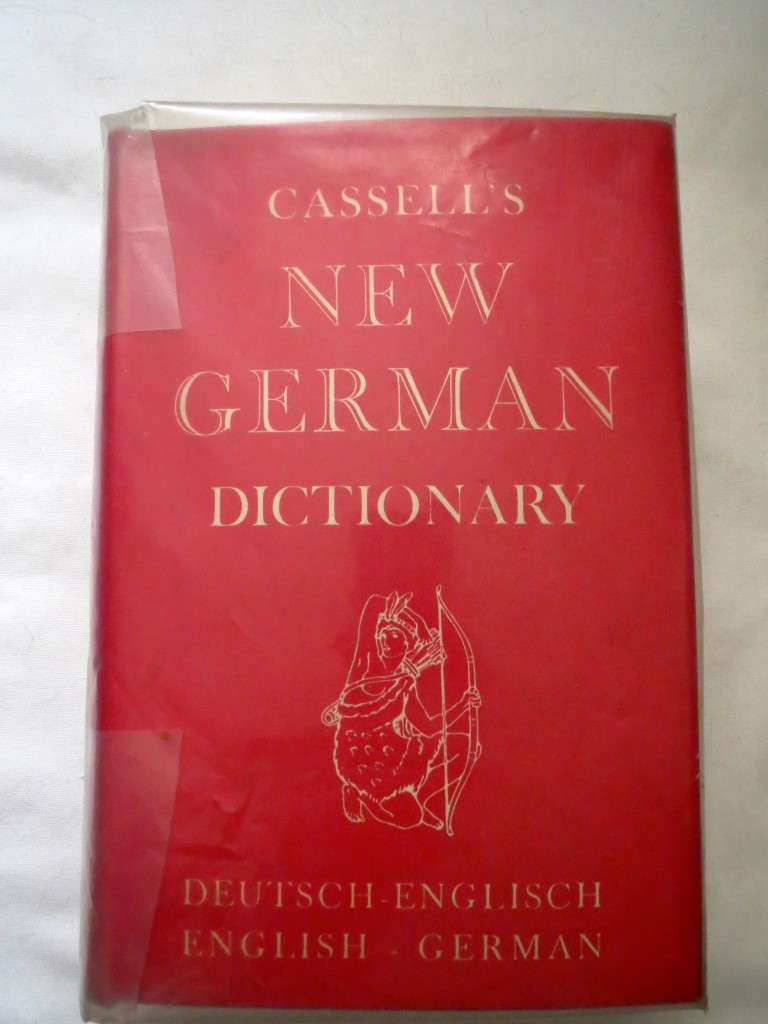 CASSELL'S
NEW
GERMAN
DICTIONARY
DEUTSCH-ENGLISCH
ENGLISH - GERMAN